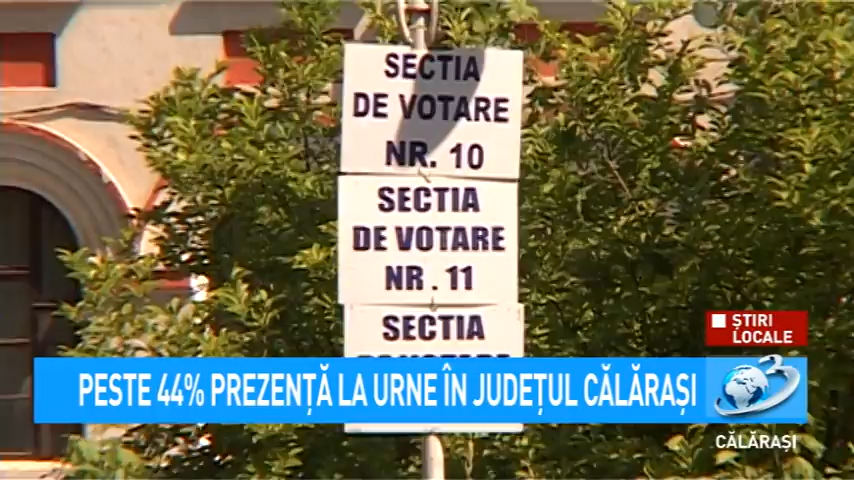 SECTIA
DE VOTARE
NR. 10
SECTIA
DE VOTARE
NR. 11
SECTIA
ȘTIRI
LOCALE
PESTE 44% PREZENȚĂ LA URNE ÎN JUDEȚUL CĂLĂRAȘI
3
CĂLĂRAȘI